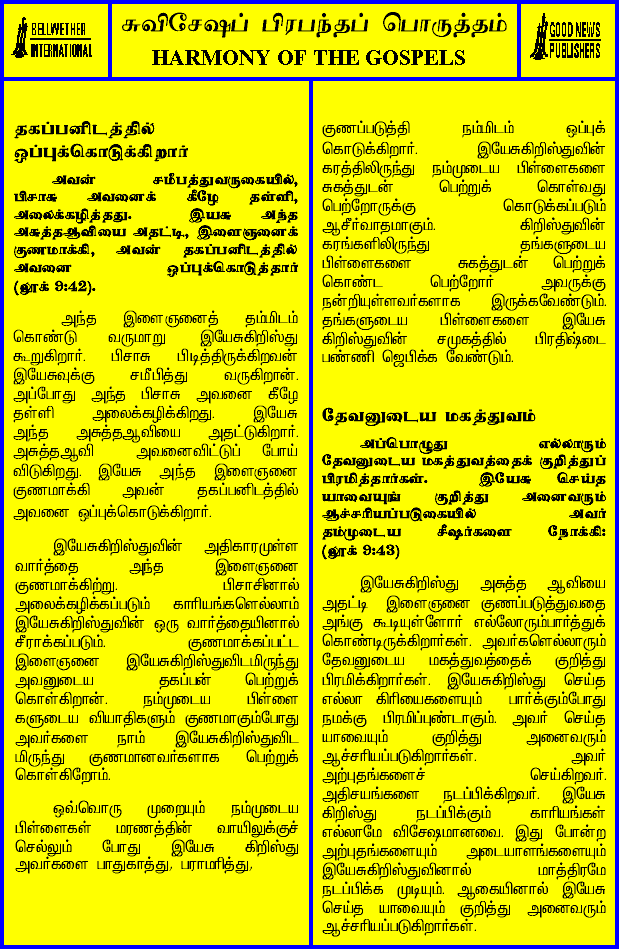 BELLWETHER
INTERNATIONAL
சுவிசேஷப் பிரபந்தப் பொருத்தம்
HARMONY OF THE GOSPELS
GOOD NEWS
PUBLISHERS
தகப்பனிடத்தில்
ஒப்புக்கொடுக்கிறார்
அவன் சமீபத்துவருகையில்,
பிசாசு அவனைக் கீழே தள்ளி,
அலைக்கழித்தது. இயசு அந்த
அசுத்தஆவியை அதட்டி, இளைஞனைக்
குணமாக்கி, அவன் தகப்பனிடத்தில்
அவனை ஒப்புக்கொடுத்தார்
(லூக் 9:42).
அந்த இளைஞனைத் தம்மிடம்
கொண்டு வருமாறு இயேசுகிறிஸ்து
கூறுகிறார். பிசாசு பிடித்திருக்கிறவன்
இயேசுவுக்கு சமீபித்து வருகிறான்.
அப்போது அந்த பிசாசு அவனை கீழே
தள்ளி அலைக்கழிக்கிறது. இயேசு
அந்த அசுத்தஆவியை அதட்டுகிறார்.
அசுத்தஆவி அவனைவிட்டுப் போய்
விடுகிறது. இயேசு அந்த இளைஞனை
குணமாக்கி அவன் தகப்பனிடத்தில்
அவனை ஒப்புக்கொடுக்கிறார்.
இயேசுகிறிஸ்துவின் அதிகாரமுள்ள
வார்த்தை அந்த இளைஞனை
குணமாக்கிற்று. பிசாசினால்
அலைக்கழிக்கப்படும் காரியங்களெல்லாம்
இயேசுகிறிஸ்துவின் ஒரு வார்த்தையினால்
சீராக்கப்படும். குணமாக்கப்பட்ட
இளைஞனை இயேசுகிறிஸ்துவிடமிருந்து
அவனுடைய தகப்பன் பெற்றுக்
கொள்கிறான். நம்முடைய பிள்ளை
களுடைய வியாதிகளும் குணமாகும்போது
அவர்களை நாம் இயேசுகிறிஸ்துவிட
மிருந்து குணமானவர்களாக பெற்றுக்
கொள்கிறோம்.
ஒவ்வொரு முறையும் நம்முடைய
பிள்ளைகள் மரணத்தின் வாயிலுக்குச்
செல்லும் போது இயேசு கிறிஸ்து
அவர்களை பாதுகாத்து, பராமரித்து,
குணப்படுத்தி நம்மிடம் ஒப்புக்
கொடுக்கிறார். இயேசுகிறிஸ்துவின்
கரத்திலிருந்து நம்முடைய பிள்ளைகளை
சுகத்துடன் பெற்றுக் கொள்வது
பெற்றோருக்கு கொடுக்கப்படும்
ஆசீர்வாதமாகும். கிறிஸ்துவின்
கரங்களிலிருந்து தங்களுடைய
பிள்ளைகளை சுகத்துடன் பெற்றுக்
கொண்ட பெற்றோர் அவருக்கு
நன்றியுள்ளவர்களாக இருக்கவேண்டும்.
தங்களுடைய பிள்ளைகளை இயேசு
கிறிஸ்துவின் சமுகத்தில் பிரதிஷ்டை
பண்ணி ஜெபிக்க வேண்டும்.
தேவனுடைய மகத்துவம்
அப்பொழுது எல்லாரும்
தேவனுடைய மகத்துவத்தைக் குறித்துப்
பிரமித்தார்கள். இயேசு செய்த
யாவையுங் குறித்து அனைவரும்
ஆச்சரியப்படுகையில் அவர்
தம்முடைய சீஷர்களை நோக்கி:
(லூக் 9:43)
இயேசுகிறிஸ்து அசுத்த ஆவியை
அதட்டி இளைஞனை குணப்படுத்துவதை
அங்கு கூடியுள்ளோர் எல்லோரும்பார்த்துக்
கொண்டிருக்கிறார்கள். அவர்களெல்லாரும்
தேவனுடைய மகத்துவத்தைக் குறித்து
பிரமிக்கிறார்கள். இயேசுகிறிஸ்து செய்த
எல்லா கிரியைகளையும் பார்க்கும்போது
நமக்கு பிரமிப்புண்டாகும். அவர் செய்த
யாவையும் குறித்து அனைவரும்
ஆச்சரியப்படுகிறார்கள். அவர்
அற்புதங்களைச் செய்கிறவர்.
அதிசயங்களை நடப்பிக்கிறவர். இயேசு
கிறிஸ்து நடப்பிக்கும் காரியங்கள்
எல்லாமே விசேஷமானவை. இது போன்ற
அற்புதங்களையும் அடையாளங்களையும்
இயேசுகிறிஸ்துவினால் மாத்திரமே
நடப்பிக்க முடியும். ஆகையினால் இயேசு
செய்த யாவையும் குறித்து அனைவரும்
ஆச்சரியப்படுகிறார்கள்.